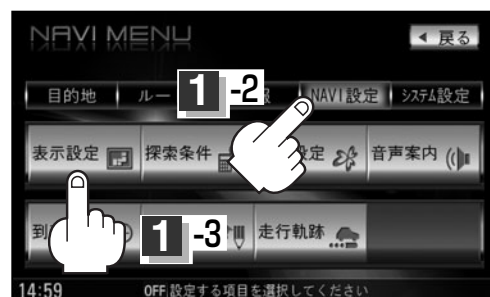 NAVI MENU
◀ 戻る
目的地 ルー 1-2 NAVI設定 システム設定
表示設定 探索条件 定 音声案内
到 1-3 走行軌跡
14:59 OFF 設定する項目を選択してください